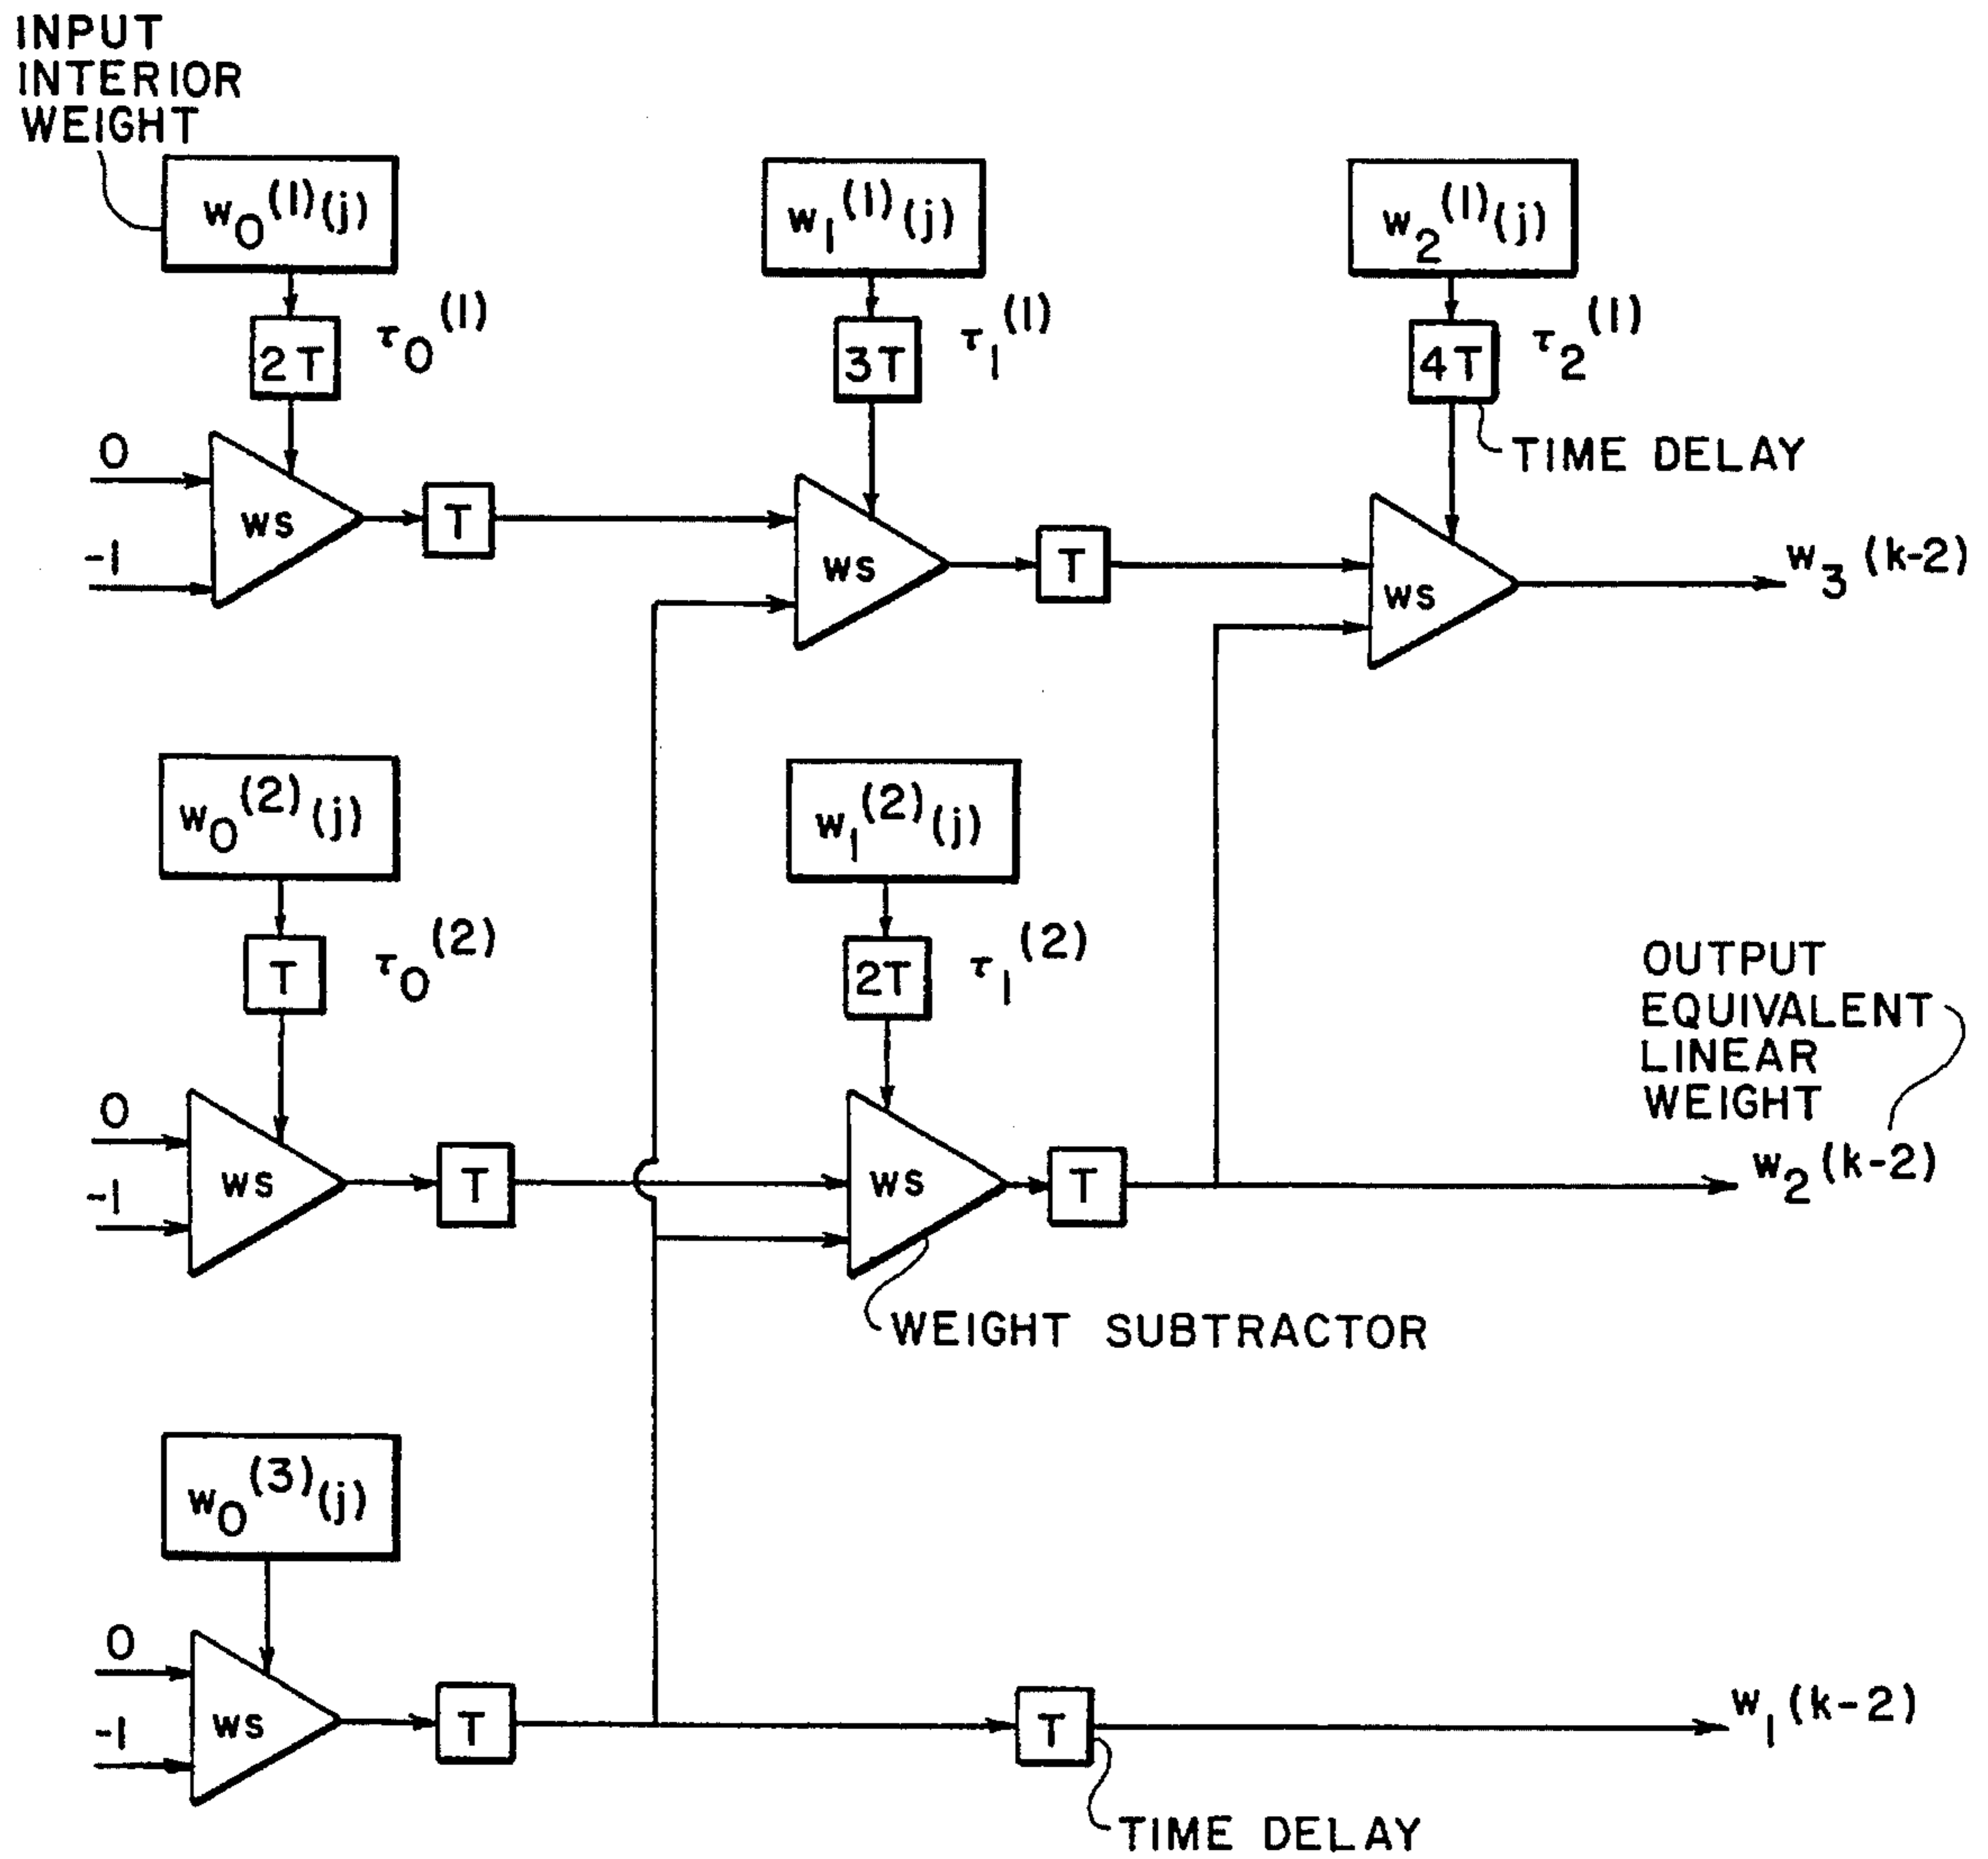 INPUT
INTERIOR
WEIGHT
w₀⁽¹⁾(j)
w₁⁽¹⁾(j)
w₂⁽¹⁾(j)
2T
τ₀⁽¹⁾
3T
τ₁⁽¹⁾
4T
τ₂⁽¹⁾
TIME DELAY
0
-1
WS
T
WS
T
WS
w₃(k-2)
w₀⁽²⁾(j)
w₁⁽²⁾(j)
T
τ₀⁽²⁾
2T
τ₁⁽²⁾
OUTPUT
EQUIVALENT
LINEAR
WEIGHT
0
-1
WS
T
WS
T
w₂(k-2)
WEIGHT SUBTRACTOR
w₀⁽³⁾(j)
0
-1
WS
T
T
w₁(k-2)
TIME DELAY